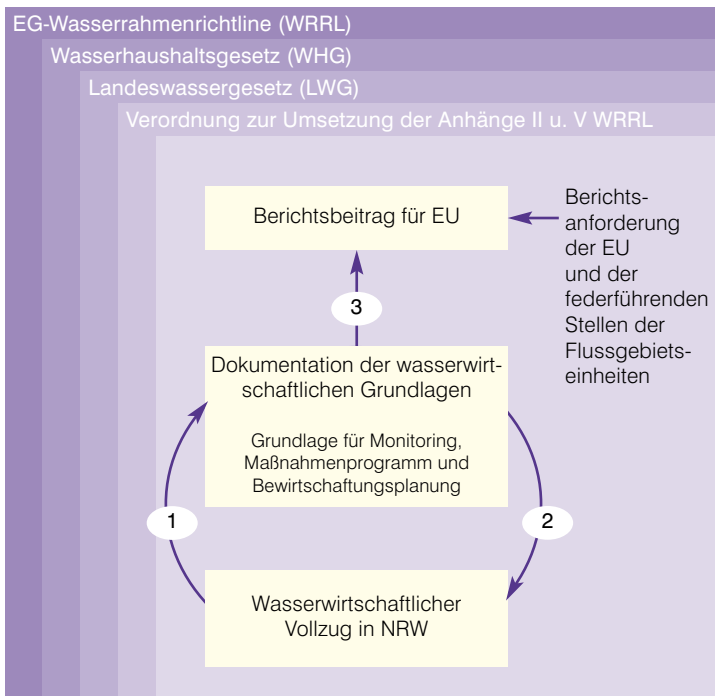 EG-Wasserrahmenrichtline (WRRL)
Wasserhaushaltsgesetz (WHG)
Landeswassergesetz (LWG)
Verordnung zur Umsetzung der Anhänge II u. V WRRL
Berichtsbeitrag für EU
Berichts-
anforderung
der EU
und der
federführenden
Stellen der
Flussgebiets-
einheiten
3
Dokumentation der wasserwirt-
schaftlichen Grundlagen
Grundlage für Monitoring,
Maßnahmenprogramm und
Bewirtschaftungsplanung
1
2
Wasserwirtschaftlicher
Vollzug in NRW